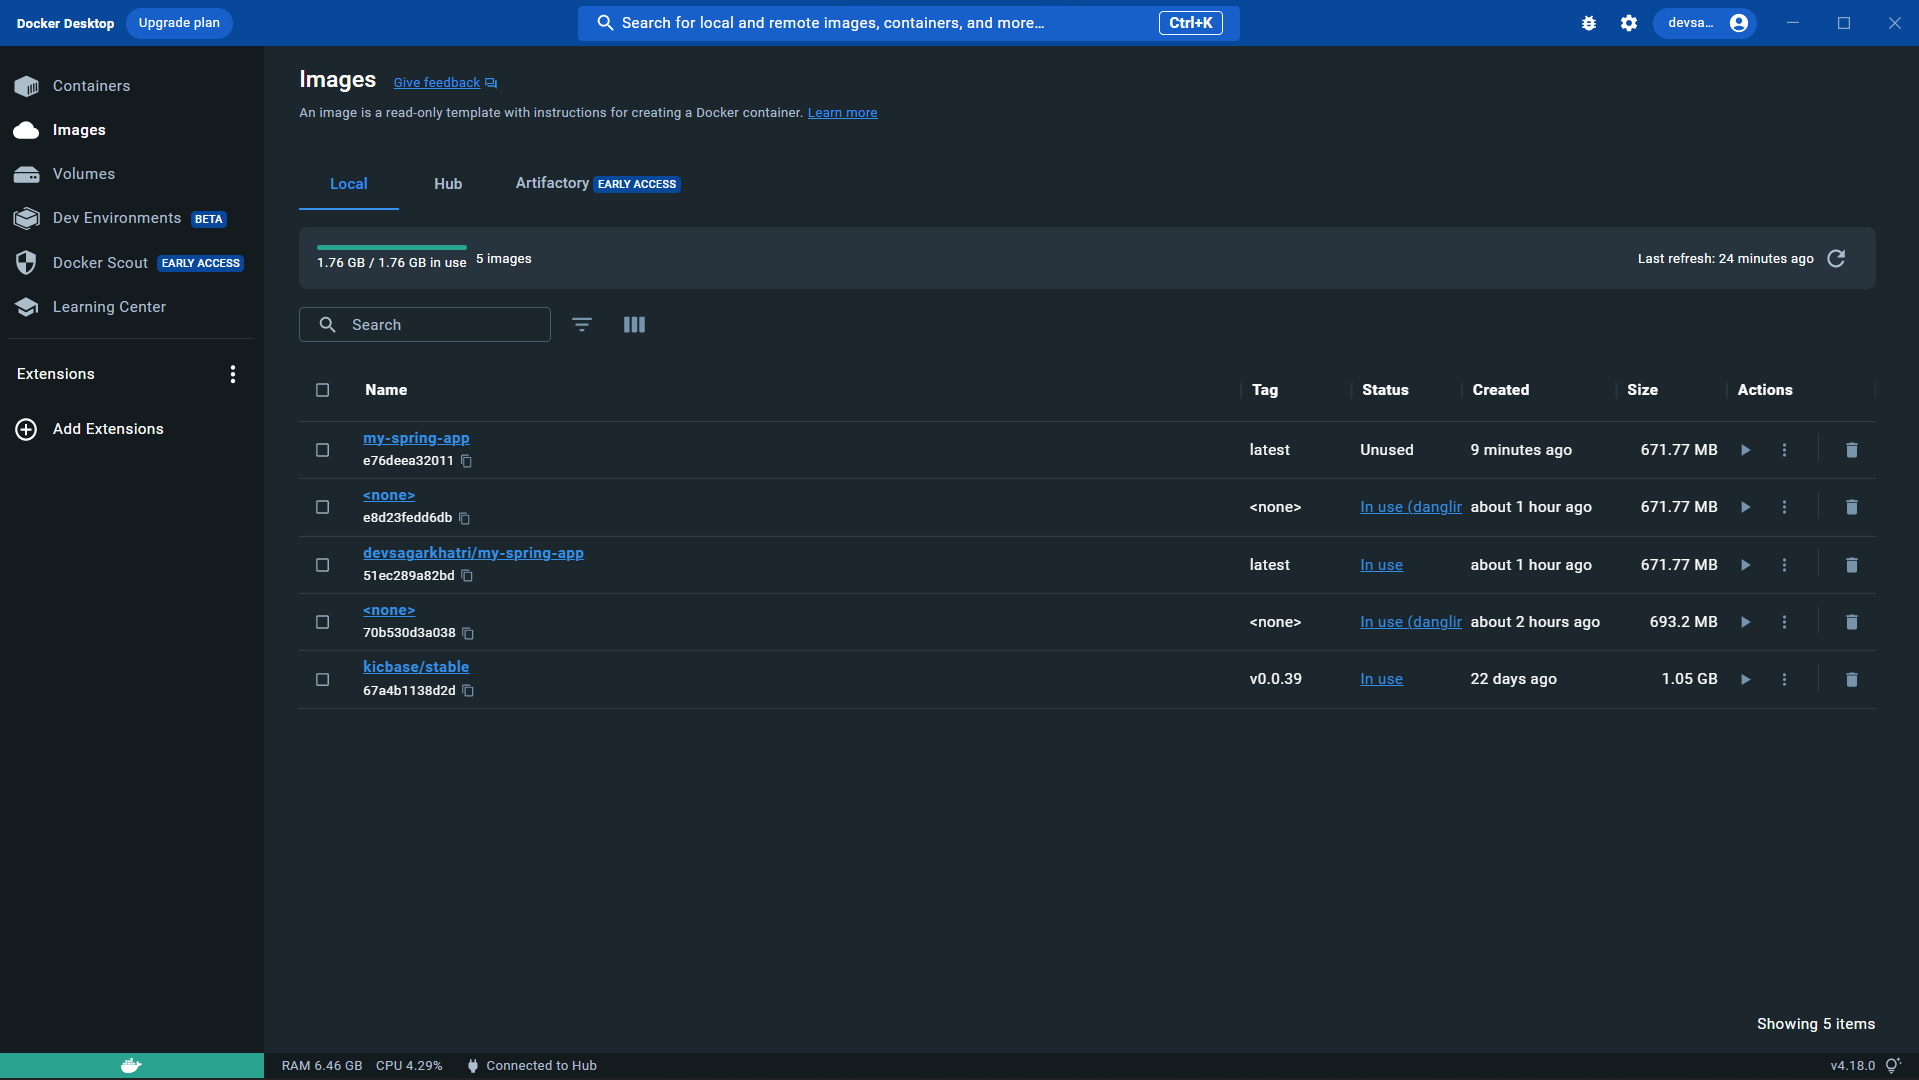 Docker Desktop
Upgrade plan
Search for local and remote images, containers, and more...
Ctrl+K
devsa...
Containers
Images
Volumes
Dev Environments BETA
Docker Scout EARLY ACCESS
Learning Center
Extensions
Add Extensions
Images
Give feedback
An image is a read-only template with instructions for creating a Docker container. Learn more
Local
Hub
Artifactory EARLY ACCESS
1.76 GB / 1.76 GB in use
5 images
Last refresh: 24 minutes ago
Search
Name Tag Status Created Size Actions
my-spring-app
e76deea32011
latest Unused 9 minutes ago 671.77 MB
<none>
e8d23fedd6db
<none> In use (danglir about 1 hour ago 671.77 MB
devsagarkhatri/my-spring-app
51ec289a82bd
latest In use about 1 hour ago 671.77 MB
<none>
70b530d3a038
<none> In use (danglir about 2 hours ago 693.2 MB
kicbase/stable
67a4b1138d2d
v0.0.39 In use 22 days ago 1.05 GB
Showing 5 items
RAM 6.46 GB CPU 4.29% Connected to Hub
v4.18.0